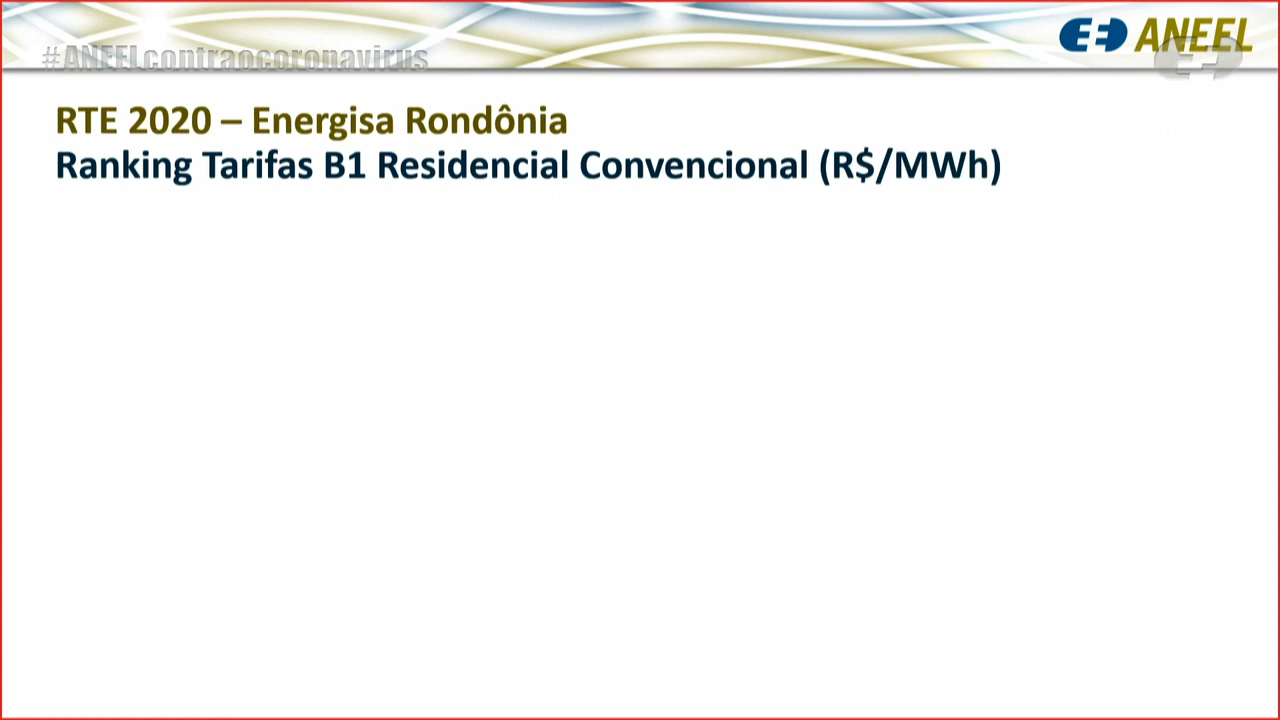 #ANEELcontraocoronavirus
ANEEL
RTE 2020 – Energisa Rondônia
Ranking Tarifas B1 Residencial Convencional (R$/MWh)